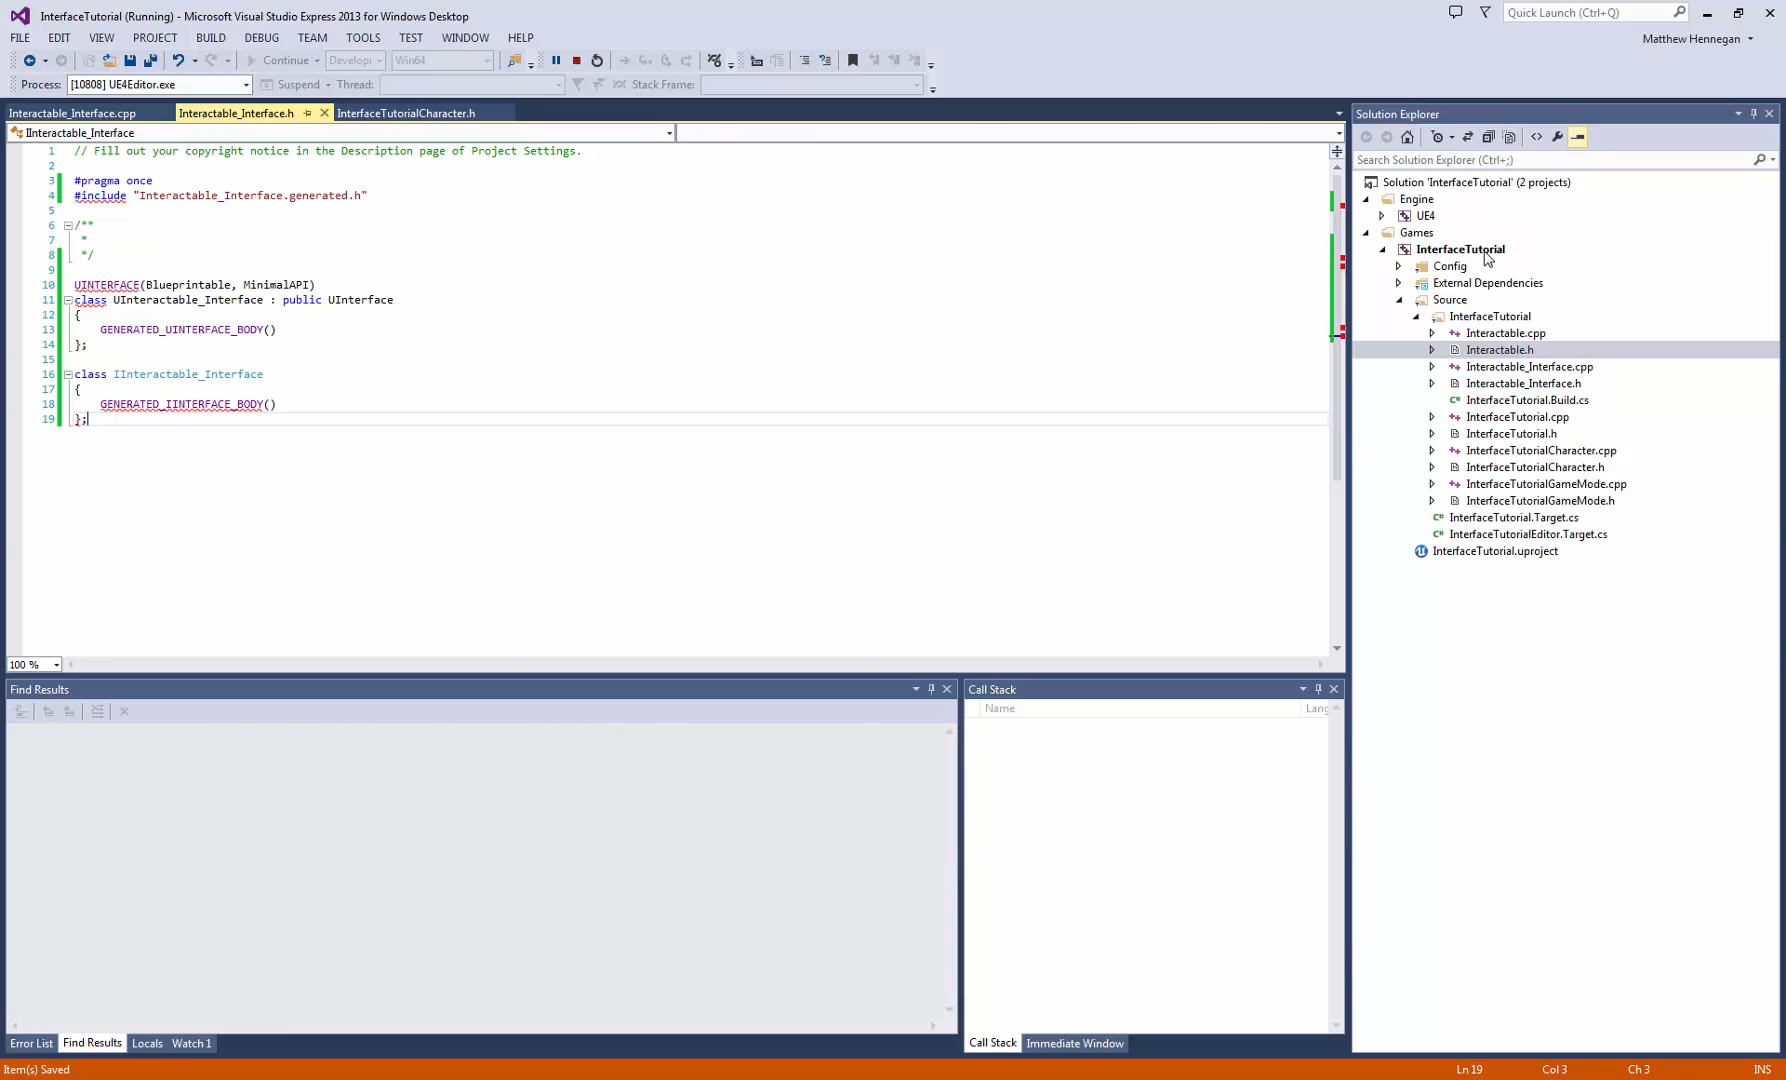 InterfaceTutorial (Running) - Microsoft Visual Studio Express 2013 for Windows Desktop
Quick Launch (Ctrl+Q)
FILE EDIT VIEW PROJECT BUILD DEBUG TEAM TOOLS TEST WINDOW HELP
Matthew Hennegan
Continue Developi Win64
Process: [10808] UE4Editor.exe Suspend Thread: Stack Frame:
Interactable_Interface.cpp Interactable_Interface.h InterfaceTutorialCharacter.h
Solution Explorer
IInteractable_Interface
Search Solution Explorer (Ctrl+;)
1 // Fill out your copyright notice in the Description page of Project Settings.
2
3 #pragma once
4 #include "Interactable_Interface.generated.h"
5
6 /**
7 *
8 */
9
10 UINTERFACE(Blueprintable, MinimalAPI)
11 class UInteractable_Interface : public UInterface
12 {
13 GENERATED_UINTERFACE_BODY()
14 };
15
16 class IInteractable_Interface
17 {
18 GENERATED_IINTERFACE_BODY()
19 };
100 %
Solution 'InterfaceTutorial' (2 projects)
Engine
UE4
Games
InterfaceTutorial
Config
External Dependencies
Source
InterfaceTutorial
Interactable.cpp
Interactable.h
Interactable_Interface.cpp
Interactable_Interface.h
InterfaceTutorial.Build.cs
InterfaceTutorial.cpp
InterfaceTutorial.h
InterfaceTutorialCharacter.cpp
InterfaceTutorialCharacter.h
InterfaceTutorialGameMode.cpp
InterfaceTutorialGameMode.h
InterfaceTutorial.Target.cs
InterfaceTutorialEditor.Target.cs
InterfaceTutorial.uproject
Find Results
Call Stack
Name Lang
Error List Find Results Locals Watch 1
Call Stack Immediate Window
Item(s) Saved Ln 19 Col 3 Ch 3 INS